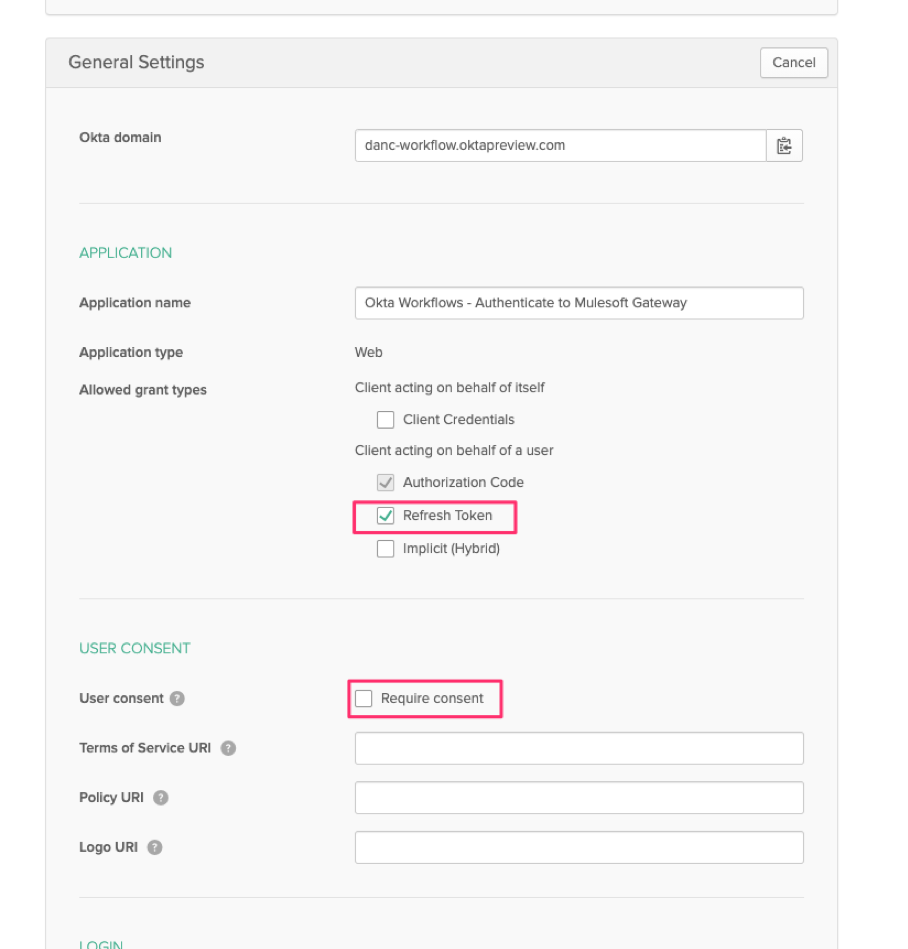 General Settings
Cancel
Okta domain
danc-workflow.oktapreview.com
APPLICATION
Application name
Okta Workflows - Authenticate to Mulesoft Gateway
Application type
Web
Allowed grant types
Client acting on behalf of itself
Client Credentials
Client acting on behalf of a user
Authorization Code
Refresh Token
Implicit (Hybrid)
USER CONSENT
User consent ?
Require consent
Terms of Service URI ?
Policy URI ?
Logo URI ?
LOGIN